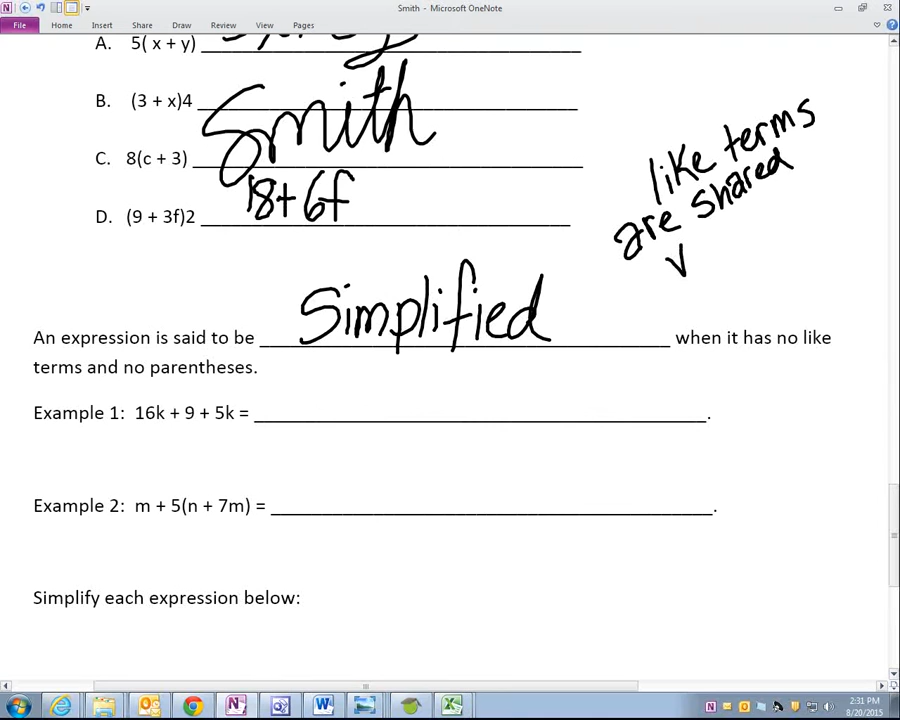 Smith - Microsoft OneNote
File Home Insert Share Draw Review View Pages
A. 5( x + y)
B. (3 + x)4
Smith
C. 8(c + 3)
D. (9 + 3f)2 18+ 6f
like terms
are shared
v
An expression is said to be Simplified when it has no like
terms and no parentheses.
Example 1: 16k + 9 + 5k = .
Example 2: m + 5(n + 7m) = .
Simplify each expression below:
2:31 PM
8/20/2015